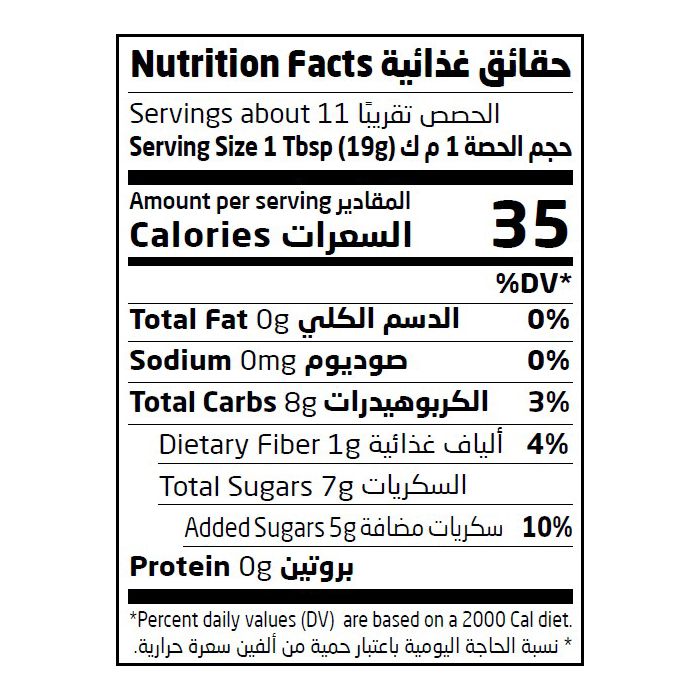 Nutrition Facts حقائق غذائية
Servings about 11 الحصص تقريبًا
Serving Size 1 Tbsp (19g) حجم الحصة 1 م ك
Amount per serving المقادير
Calories السعرات 35
%DV*
Total Fat 0g الدسم الكلي 0%
Sodium 0mg صوديوم 0%
Total Carbs 8g الكربوهيدرات 3%
Dietary Fiber 1g ألياف غذائية 4%
Total Sugars 7g السكريات
Added Sugars 5g سكريات مضافة 10%
Protein 0g بروتين
*Percent daily values (DV) are based on a 2000 Cal diet.
* نسبة الحاجة اليومية باعتبار حمية من ألفين سعرة حرارية.